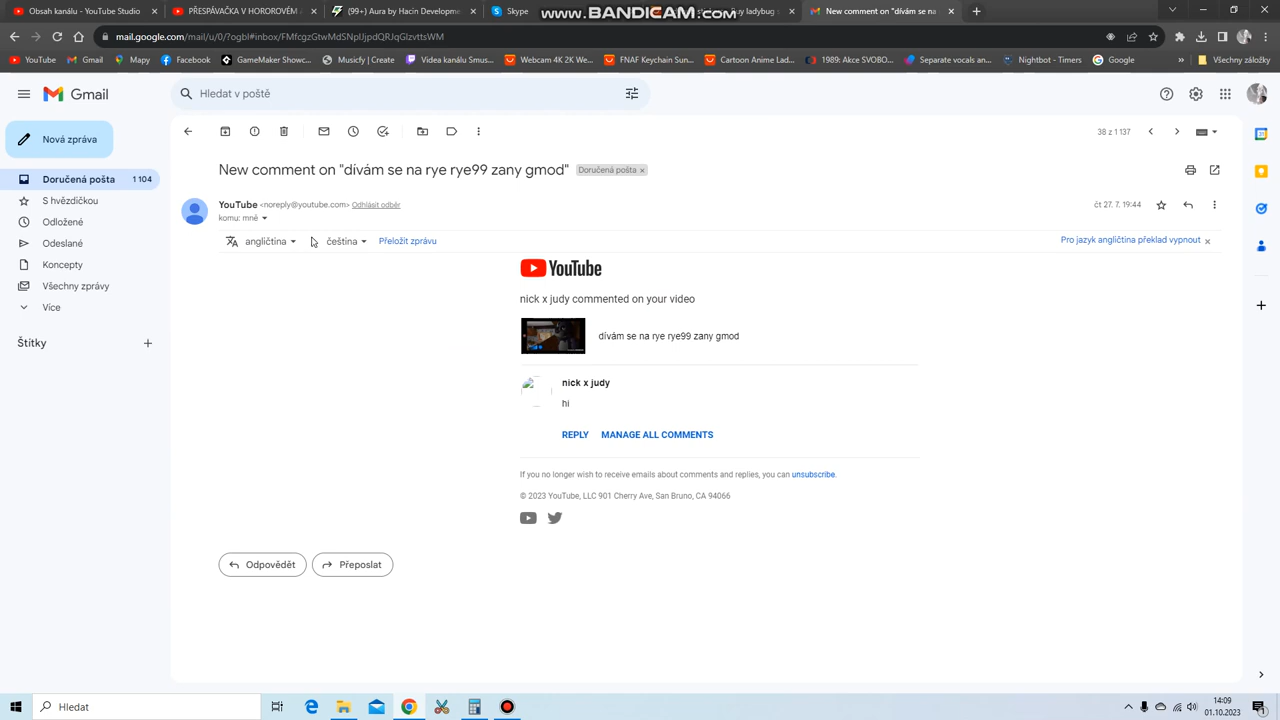 PŘESPÍVAČKA V HOROROVÉM
(99+) Aura by Hacin Developme
Skype
www.BANDICAM.com
ay ladybug
New comment on "dívám se na
mail.google.com/mail/u/0/?ogbl#inbox/FMfcgzGtwMdSNplJjpdQRJqGlzvttsWM
YouTube
Gmail
Mapy
Facebook
GameMaker Showc...
Musicfy | Create
Video kanálu Smus...
Webcam 4K 2K We...
FNAF Keychain Sun...
Cartoon Anime Lad...
1989: Akce SVOBO...
Separate vocals an...
Nightbot - Timers
Google
Všechny záložky
Gmail
Hledat v poště
Nová zpráva
38 z 1 137
New comment on "dívám se na rye rye99 zany gmod"
Doručená pošta
Doručená pošta 1 104
S hvězdičkou
Odložené
Odeslané
Koncepty
Všechny zprávy
Více
Štítky
YouTube <noreply@youtube.com> Odhlásit odběr
čt 27. 7. 19:44
komu: mně
angličtina
čeština
Přeložit zprávu
Pro jazyk angličtina překlad vypnout
YouTube
nick x judy commented on your video
dívám se na rye rye99 zany gmod
nick x judy
hi
REPLY MANAGE ALL COMMENTS
If you no longer wish to receive emails about comments and replies, you can unsubscribe.
© 2023 YouTube, LLC 901 Cherry Ave, San Bruno, CA 94066
Odpovědět
Přeposlat
Hledat
14:09
01.10.2023